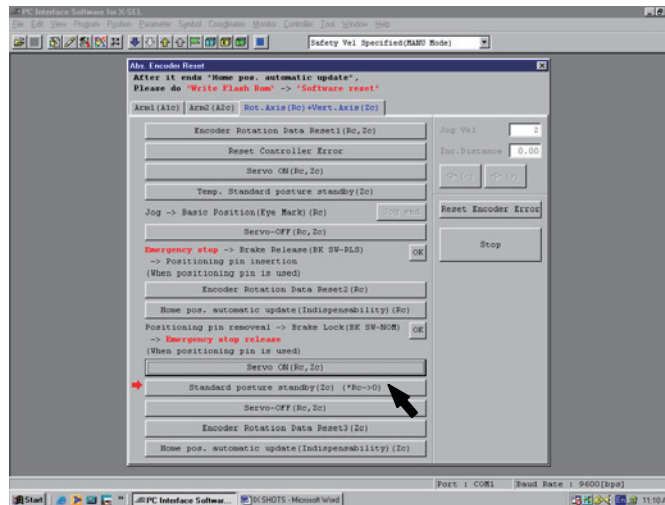 PC Interface Software for X-SEL
File Edit View Program Position Parameter Symbol Coordinates Monitor Controller Tool Window Help
Safety Vel Specified(MANU Mode)
Abs. Encoder Reset
After it ends "Home pos. automatic update",
Please do "Write Flash Rom" -> "Software reset"
Arm1(A1c) Arm2(A2c) Rot.Axis(Rc)+Vert.Axis(Zc)
Encoder Rotation Data Reset1(Rc,Zc)
Jog Vel 2
Reset Controller Error
Inc.Distance 0.00
Servo ON(Rc,Zc)
Temp. Standard posture standby(Zc)
Jog -> Basic Position(Eye Mark)(Rc) Jog end
Reset Encoder Error
Servo-OFF(Rc,Zc)
Stop
Emergency stop -> Brake Release(BK SW-RLS)
-> Positioning pin insertion
(When positioning pin is used)
OK
Encoder Rotation Data Reset2(Rc)
Home pos. automatic update(Indispensability)(Rc)
Positioning pin removeal -> Brake Lock(BK SW-NOM)
-> Emergency stop release
(When positioning pin is used)
OK
Servo ON(Rc,Zc)
Standard posture standby(Zc) (*Rc->0)
Servo-OFF(Rc,Zc)
Encoder Rotation Data Reset3(Zc)
Home pos. automatic update(Indispensability)(Zc)
Port : COM1 Baud Rate : 9600[bps]
Start PC Interface Softwar... IX SHOTS - Microsoft Word 11:10 A